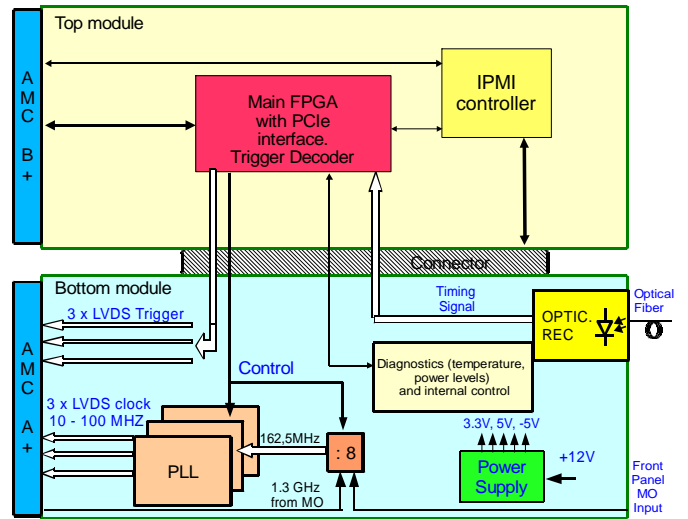 Top module
A
M
C
B
+
Main FPGA
with PCIe
interface.
Trigger Decoder
IPMI
controller
Connector
Bottom module
A
M
C
A
+
3 x LVDS Trigger
Timing
Signal
OPTIC.
REC
Optical
Fiber
Diagnostics (temperature,
power levels)
and internal control
Control
3 x LVDS clock
10 - 100 MHZ
PLL
162,5MHz
: 8
1.3 GHz
from MO
3.3V, 5V, -5V
Power
Supply
+12V
Front
Panel
MO
Input